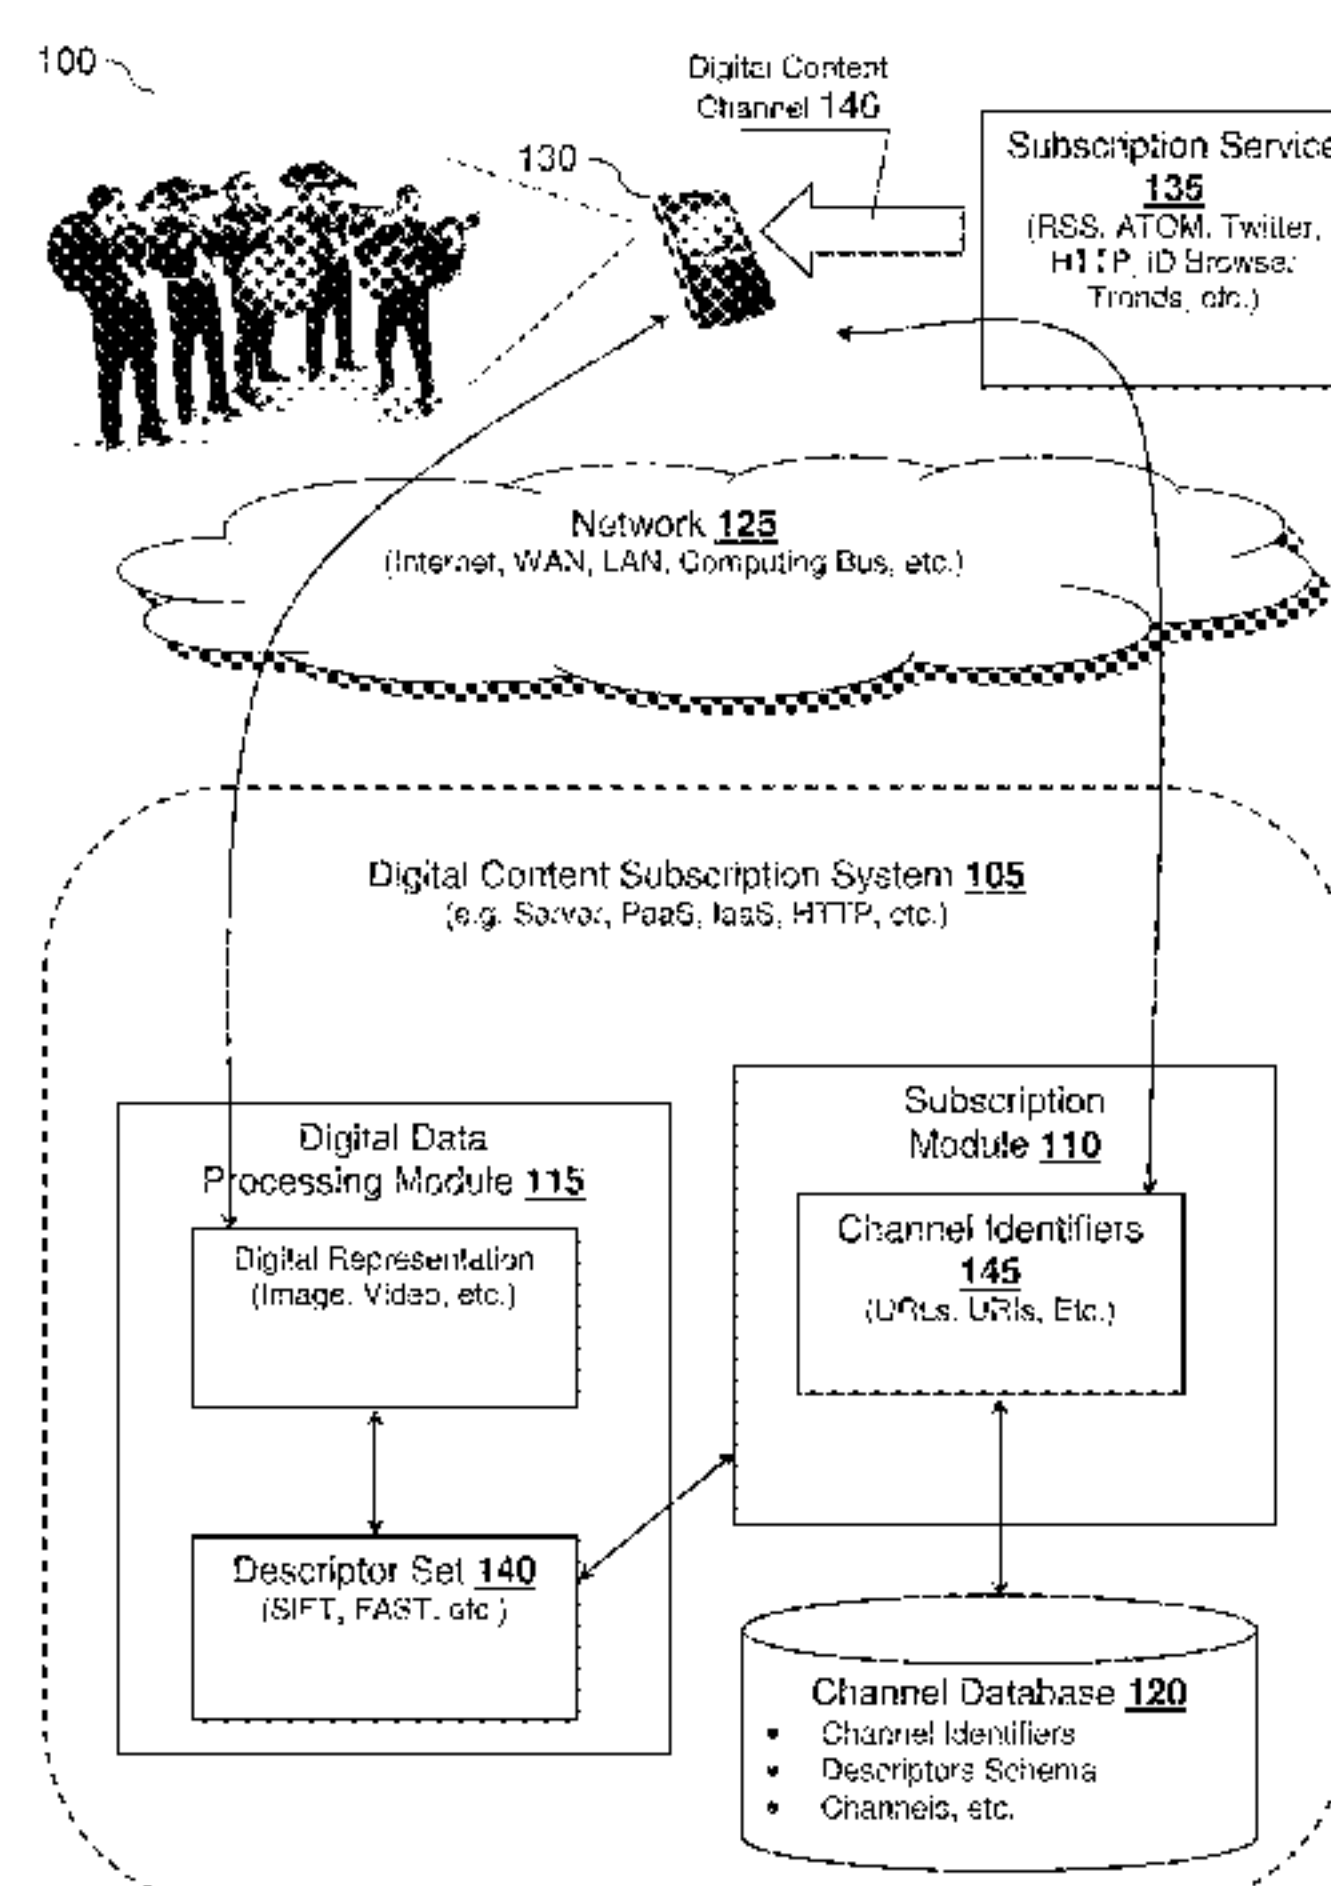 100
Digital Content
Channel 146
130
Subscription Service
135
(RSS, ATOM, Twitter,
HTTP, iD Browser
Trends, etc.)
Network 125
(Internet, WAN, LAN, Computing Bus, etc.)
Digital Content Subscription System 105
(e.g. Server, PaaS, IaaS, HTTP, etc.)
Digital Data
Processing Module 115
Digital Representation
(Image, Video, etc.)
Descriptor Set 140
(SIFT, FAST, etc.)
Subscription
Module 110
Channel Identifiers
145
(URLs, URIs, Etc.)
Channel Database 120
• Channel Identifiers
• Descriptors Schema
• Channels, etc.